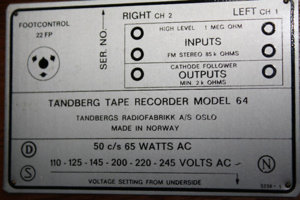 RIGHT CH 2
LEFT CH 1
FOOTCONTROL
22 FP
SER. NO.
HIGH LEVEL 1 MEG OHM
INPUTS
FM STEREO 85 k OHMS
CATHODE FOLLOWER
OUTPUTS
MIN. 2 k OHMS
TANDBERG TAPE RECORDER MODEL 64
TANDBERGS RADIOFABRIKK A/S OSLO
MADE IN NORWAY
D
50 c/s 65 WATTS AC
S
110 - 125 - 145 - 200 - 220 - 245 VOLTS AC ~
N
VOLTAGE SETTING FROM UNDERSIDE